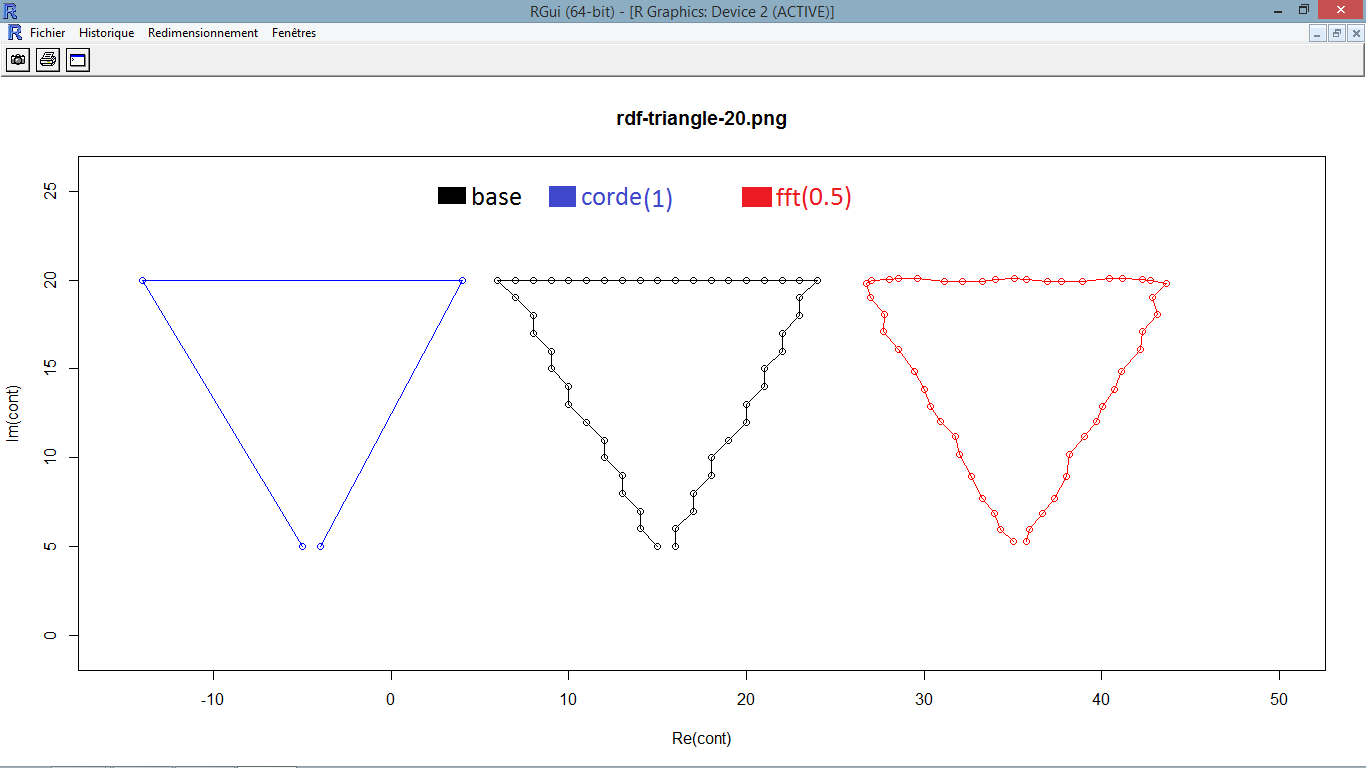 RGui (64-bit) - [R Graphics: Device 2 (ACTIVE)]
Fichier Historique Redimensionnement Fenêtres
rdf-triangle-20.png
base corde(1) fft(0.5)
25
20
15
10
5
0
Im(cont)
-10 0 10 20 30 40 50
Re(cont)